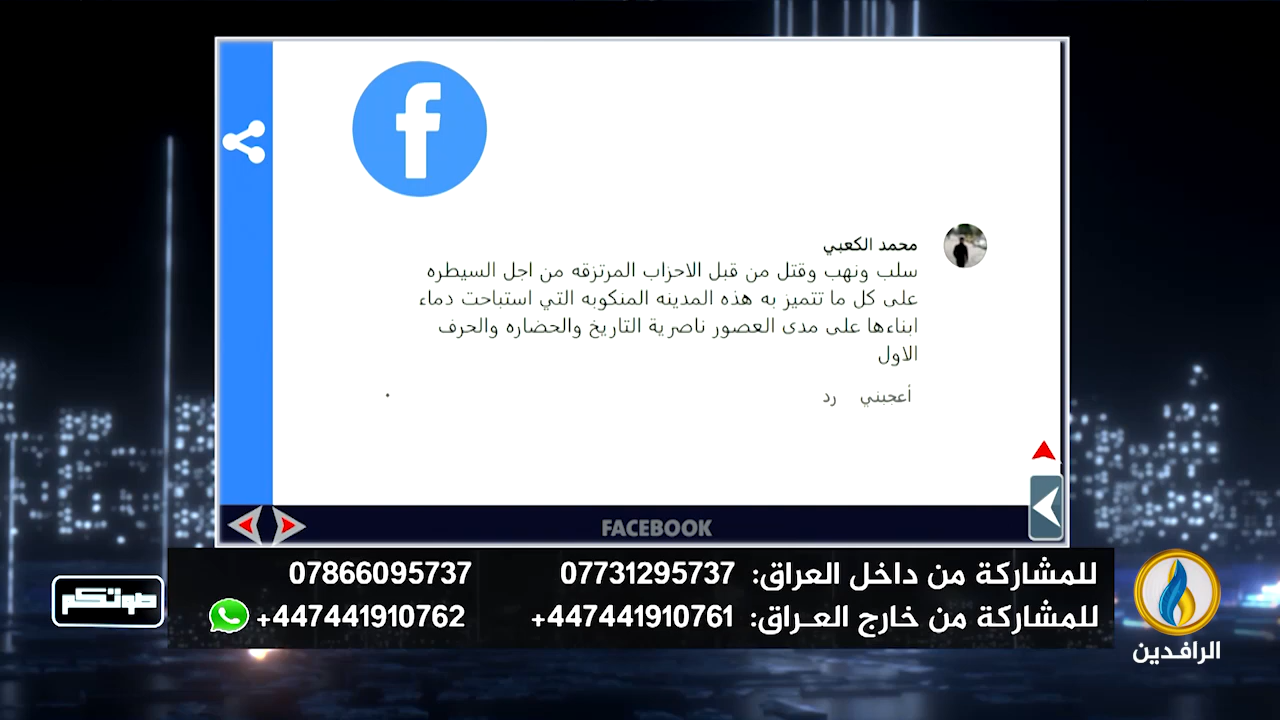 f
محمد الكعبي
سلب ونهب وقتل من قبل الاحزاب المرتزقه من اجل السيطره
على كل ما تتميز به هذه المدينه المنكوبه التي استباحت دماء
ابناءها على مدى العصور ناصرية التاريخ والحضاره والحرف
الاول
أعجبني رد
FACEBOOK
للمشاركة من داخل العراق: 07731295737 07866095737
للمشاركة من خارج العـراق: +447441910761 +447441910762
صوتكم
الرافدين